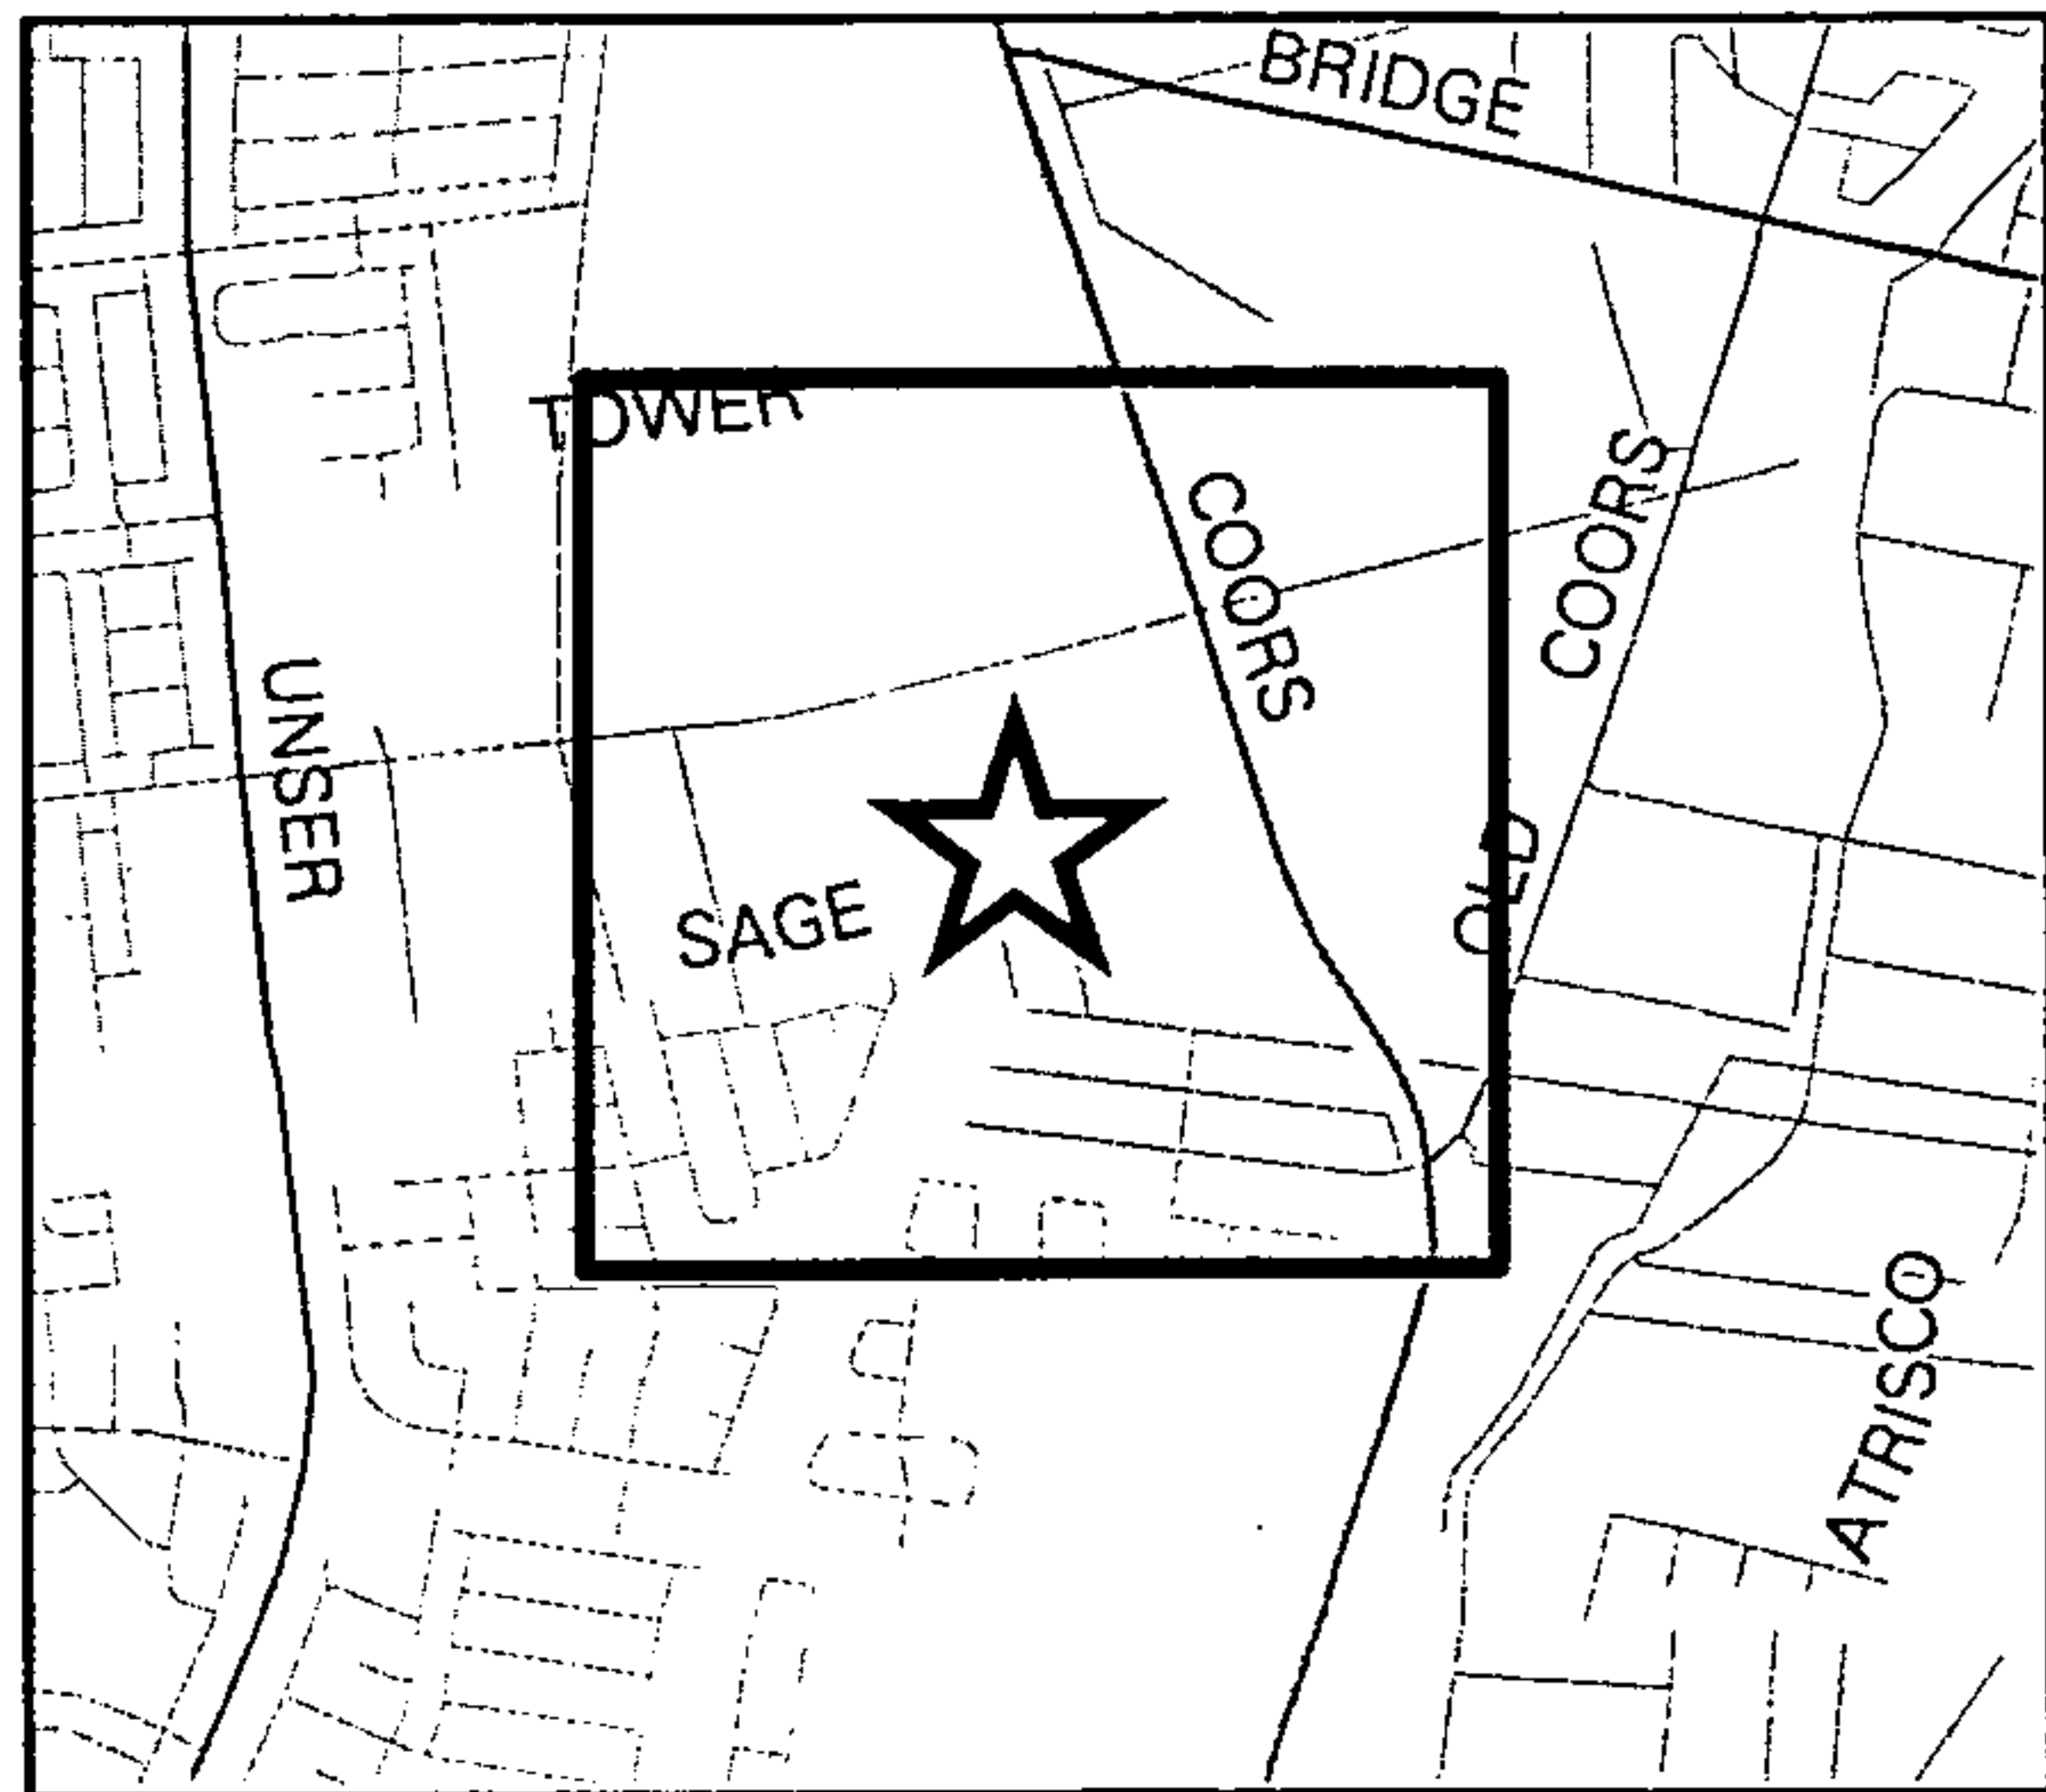 BRIDGE
TOWER
COORS
OLD COORS
UNSER
SAGE
ATRISCO